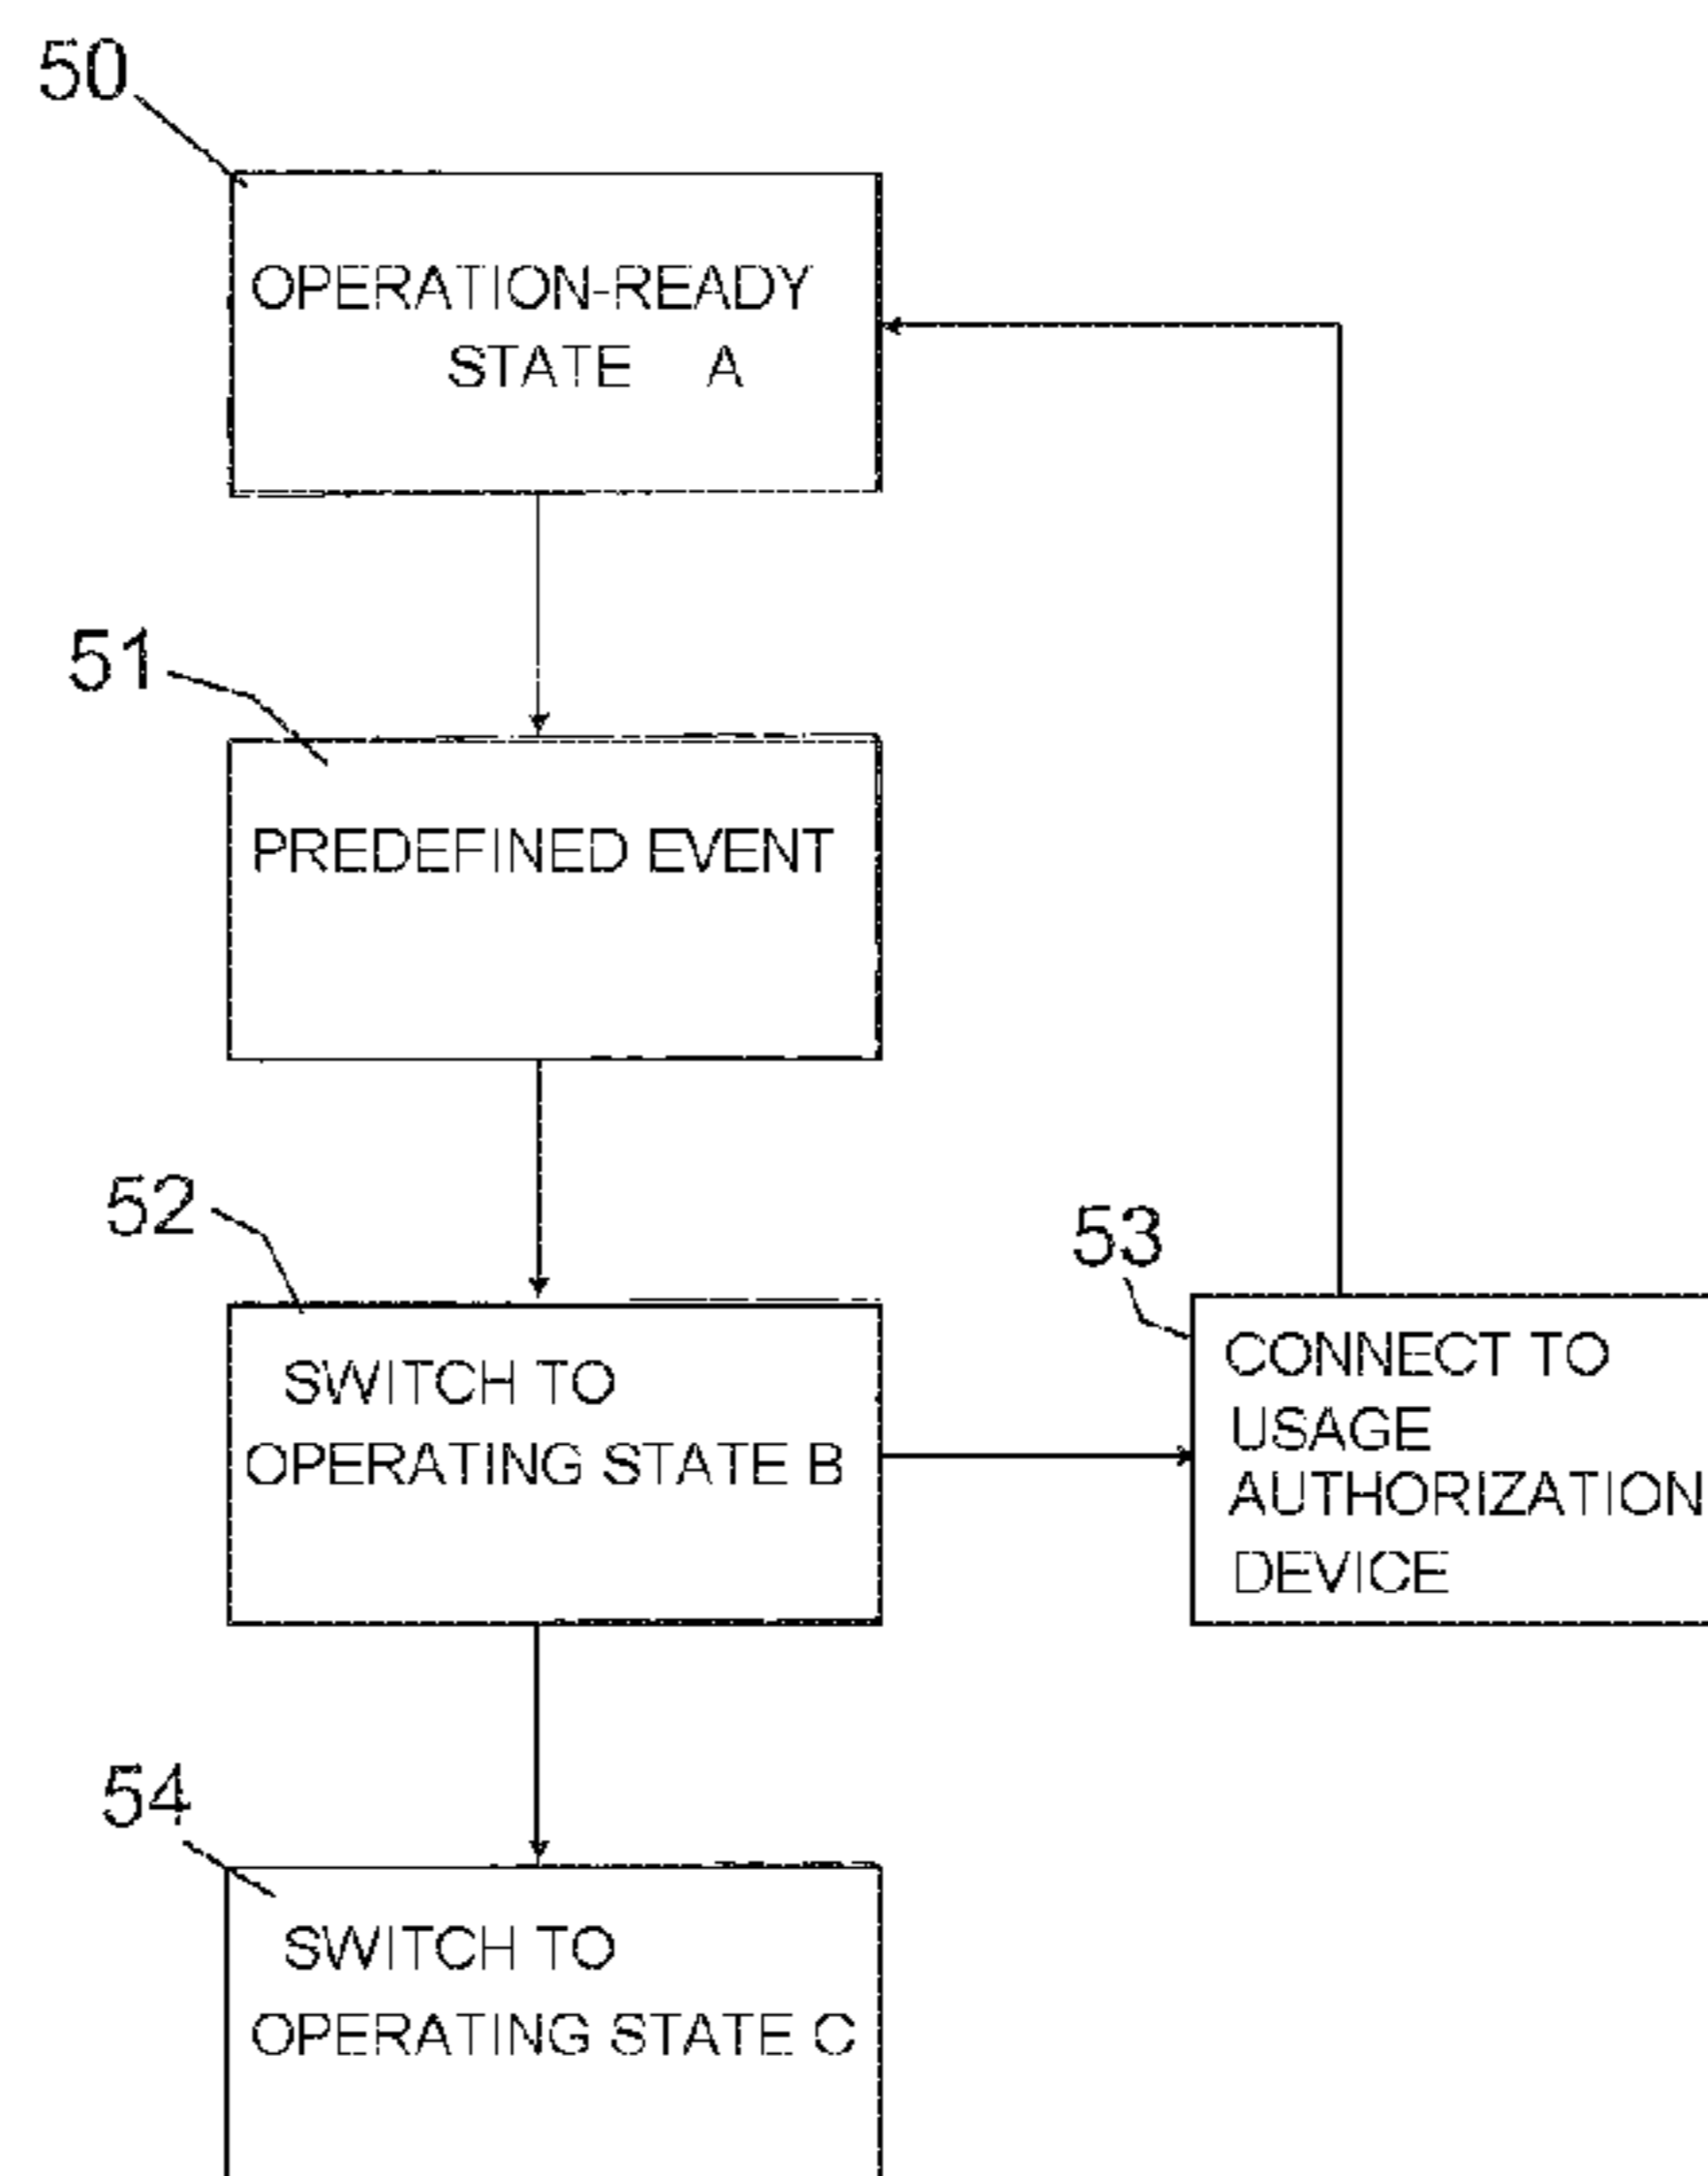 50
OPERATION-READY
STATE A
51
PREDEFINED EVENT
52
SWITCH TO
OPERATING STATE B
53
CONNECT TO
USAGE
AUTHORIZATION
DEVICE
54
SWITCH TO
OPERATING STATE C